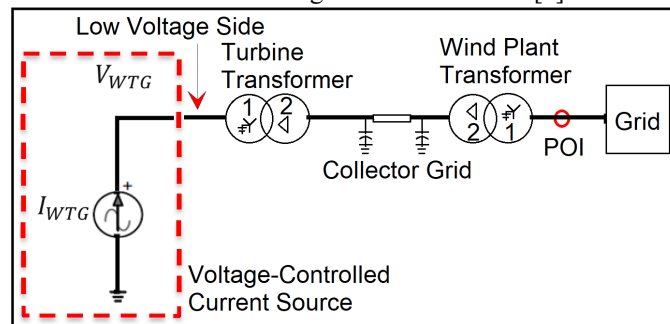 Low Voltage Side
V_WTG
Turbine
Transformer
Wind Plant
Transformer
1 2
2 1
Grid
POI
Collector Grid
+
I_WTG
Voltage-Controlled
Current Source